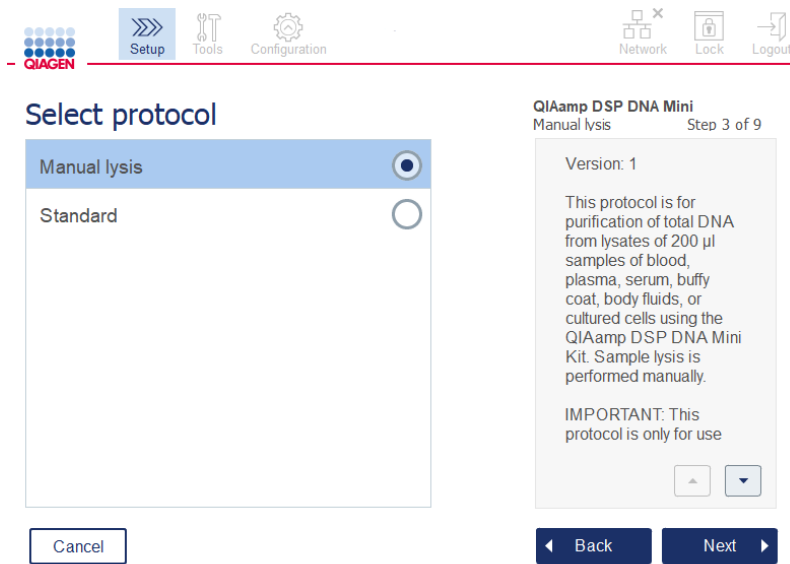 Setup
Tools
Configuration
Network
Lock
Logout
QIAGEN
Select protocol
Manual lysis
Standard
QIAamp DSP DNA Mini
Manual lysis Step 3 of 9
Version: 1
This protocol is for
purification of total DNA
from lysates of 200 µl
samples of blood,
plasma, serum, buffy
coat, body fluids, or
cultured cells using the
QIAamp DSP DNA Mini
Kit. Sample lysis is
performed manually.
IMPORTANT: This
protocol is only for use
Cancel
Back
Next